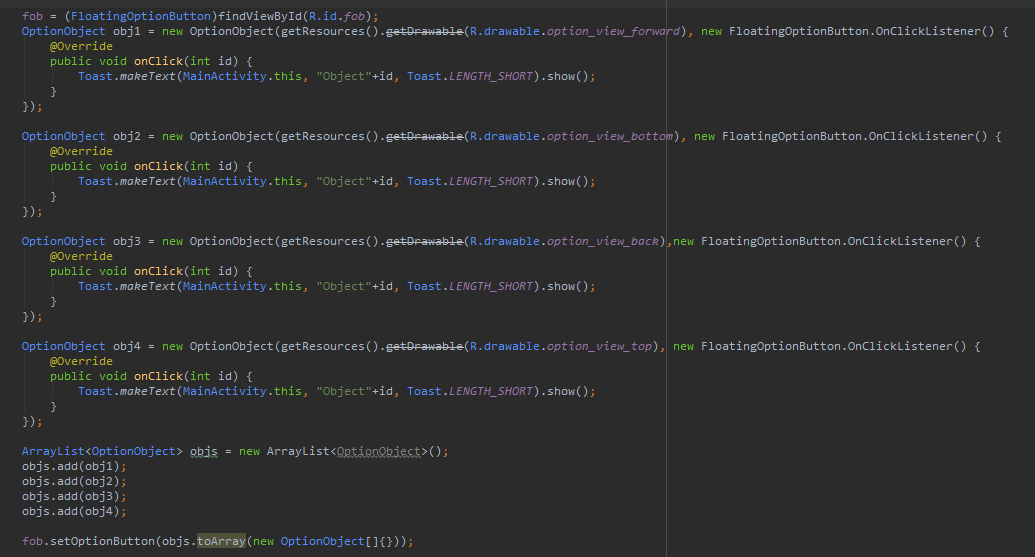 fob = (FloatingOptionButton)findViewById(R.id.fob);
OptionObject obj1 = new OptionObject(getResources().getDrawable(R.drawable.option_view_forward), new FloatingOptionButton.OnClickListener() {
    @Override
    public void onClick(int id) {
        Toast.makeText(MainActivity.this, "Object"+id, Toast.LENGTH_SHORT).show();
    }
});

OptionObject obj2 = new OptionObject(getResources().getDrawable(R.drawable.option_view_bottom), new FloatingOptionButton.OnClickListener() {
    @Override
    public void onClick(int id) {
        Toast.makeText(MainActivity.this, "Object"+id, Toast.LENGTH_SHORT).show();
    }
});

OptionObject obj3 = new OptionObject(getResources().getDrawable(R.drawable.option_view_back),new FloatingOptionButton.OnClickListener() {
    @Override
    public void onClick(int id) {
        Toast.makeText(MainActivity.this, "Object"+id, Toast.LENGTH_SHORT).show();
    }
});

OptionObject obj4 = new OptionObject(getResources().getDrawable(R.drawable.option_view_top), new FloatingOptionButton.OnClickListener() {
    @Override
    public void onClick(int id) {
        Toast.makeText(MainActivity.this, "Object"+id, Toast.LENGTH_SHORT).show();
    }
});

ArrayList<OptionObject> objs = new ArrayList<OptionObject>();
objs.add(obj1);
objs.add(obj2);
objs.add(obj3);
objs.add(obj4);

fob.setOptionButton(objs.toArray(new OptionObject[]{}));